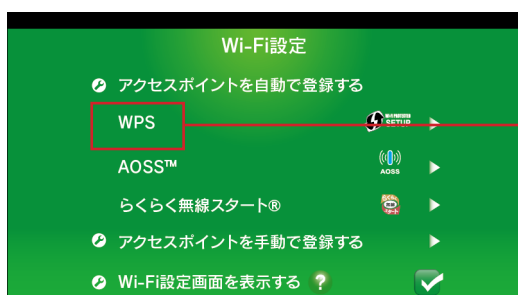 Wi-Fi設定
アクセスポイントを自動で登録する
WPS
SETUP
AOSS™
AOSS
らくらく無線スタート®
アクセスポイントを手動で登録する
Wi-Fi設定画面を表示する ?